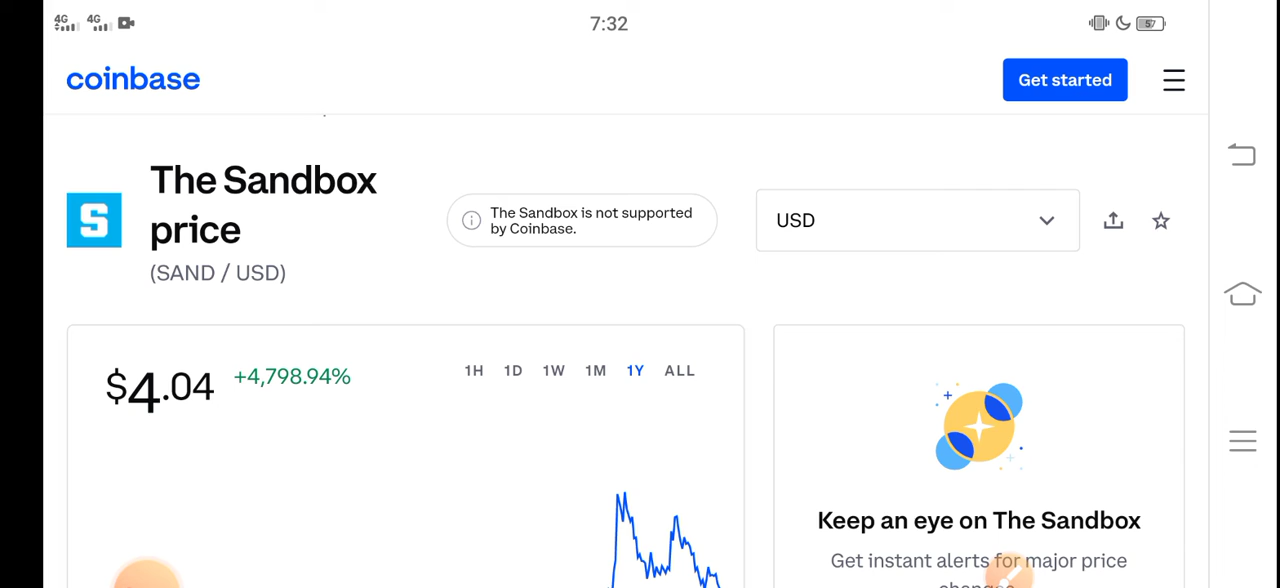 4G 4G 7:32 57
coinbase Get started
The Sandbox
price
(SAND / USD)
The Sandbox is not supported
by Coinbase.
USD
$4.04 +4,798.94%
1H 1D 1W 1M 1Y ALL
Keep an eye on The Sandbox
Get instant alerts for major price